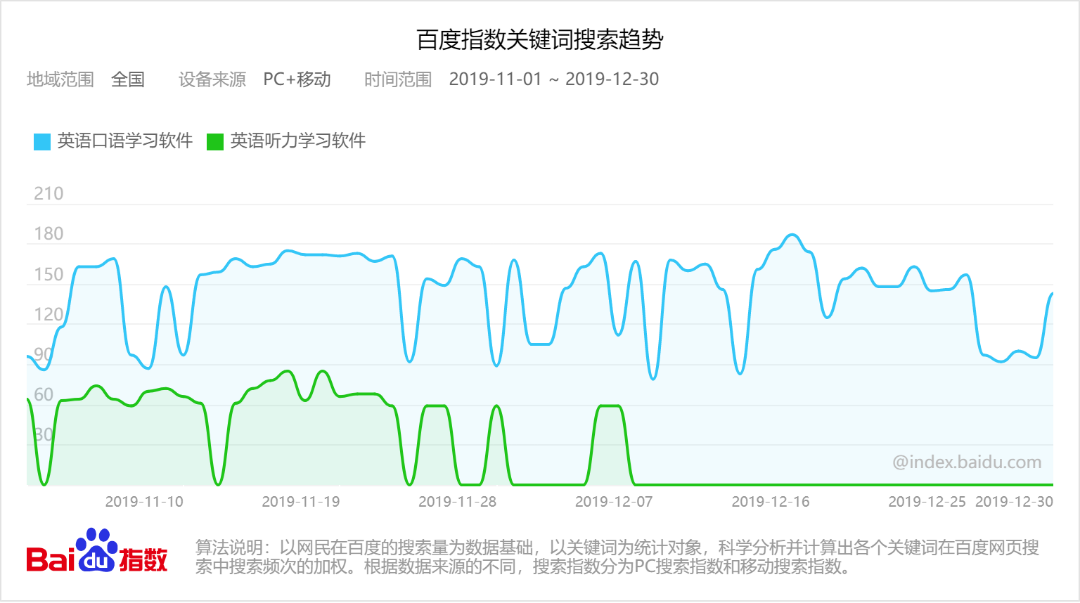 百度指数关键词搜索趋势
地域范围 全国 设备来源 PC+移动 时间范围 2019-11-01 ~ 2019-12-30
英语口语学习软件 英语听力学习软件
210
180
150
120
90
60
30
@index.baidu.com
2019-11-10 2019-11-19 2019-11-28 2019-12-07 2019-12-16 2019-12-25 2019-12-30
Bai du 指数
算法说明：以网民在百度的搜索量为数据基础，以关键词为统计对象，科学分析并计算出各个关键词在百度网页搜
索中搜索频次的加权。根据数据来源的不同，搜索指数分为PC搜索指数和移动搜索指数。